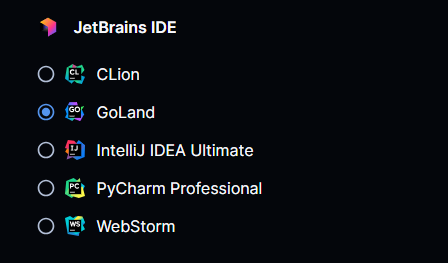 JetBrains IDE
CL CLion
GO GoLand
IJ IntelliJ IDEA Ultimate
PC PyCharm Professional
WS WebStorm